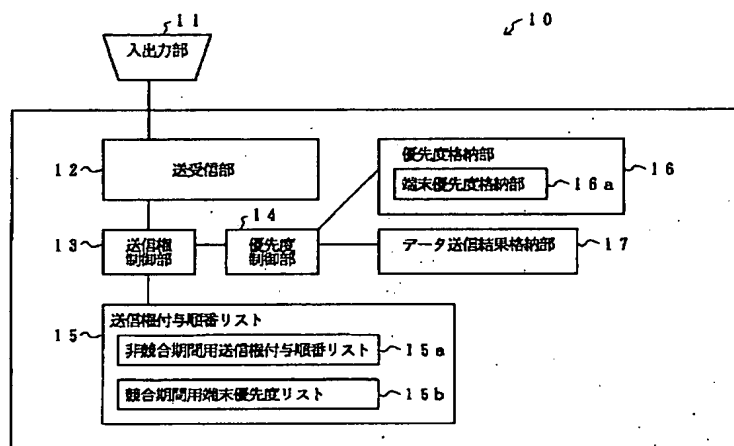 11
入出力部
10
12
送受信部
優先度格納部
端末優先度格納部
16a
16
13
送信権
制御部
14
優先度
制御部
データ送信結果格納部
17
15
送信権付与順番リスト
非競合期間用送信権付与順番リスト
15a
競合期間用端末優先度リスト
15b